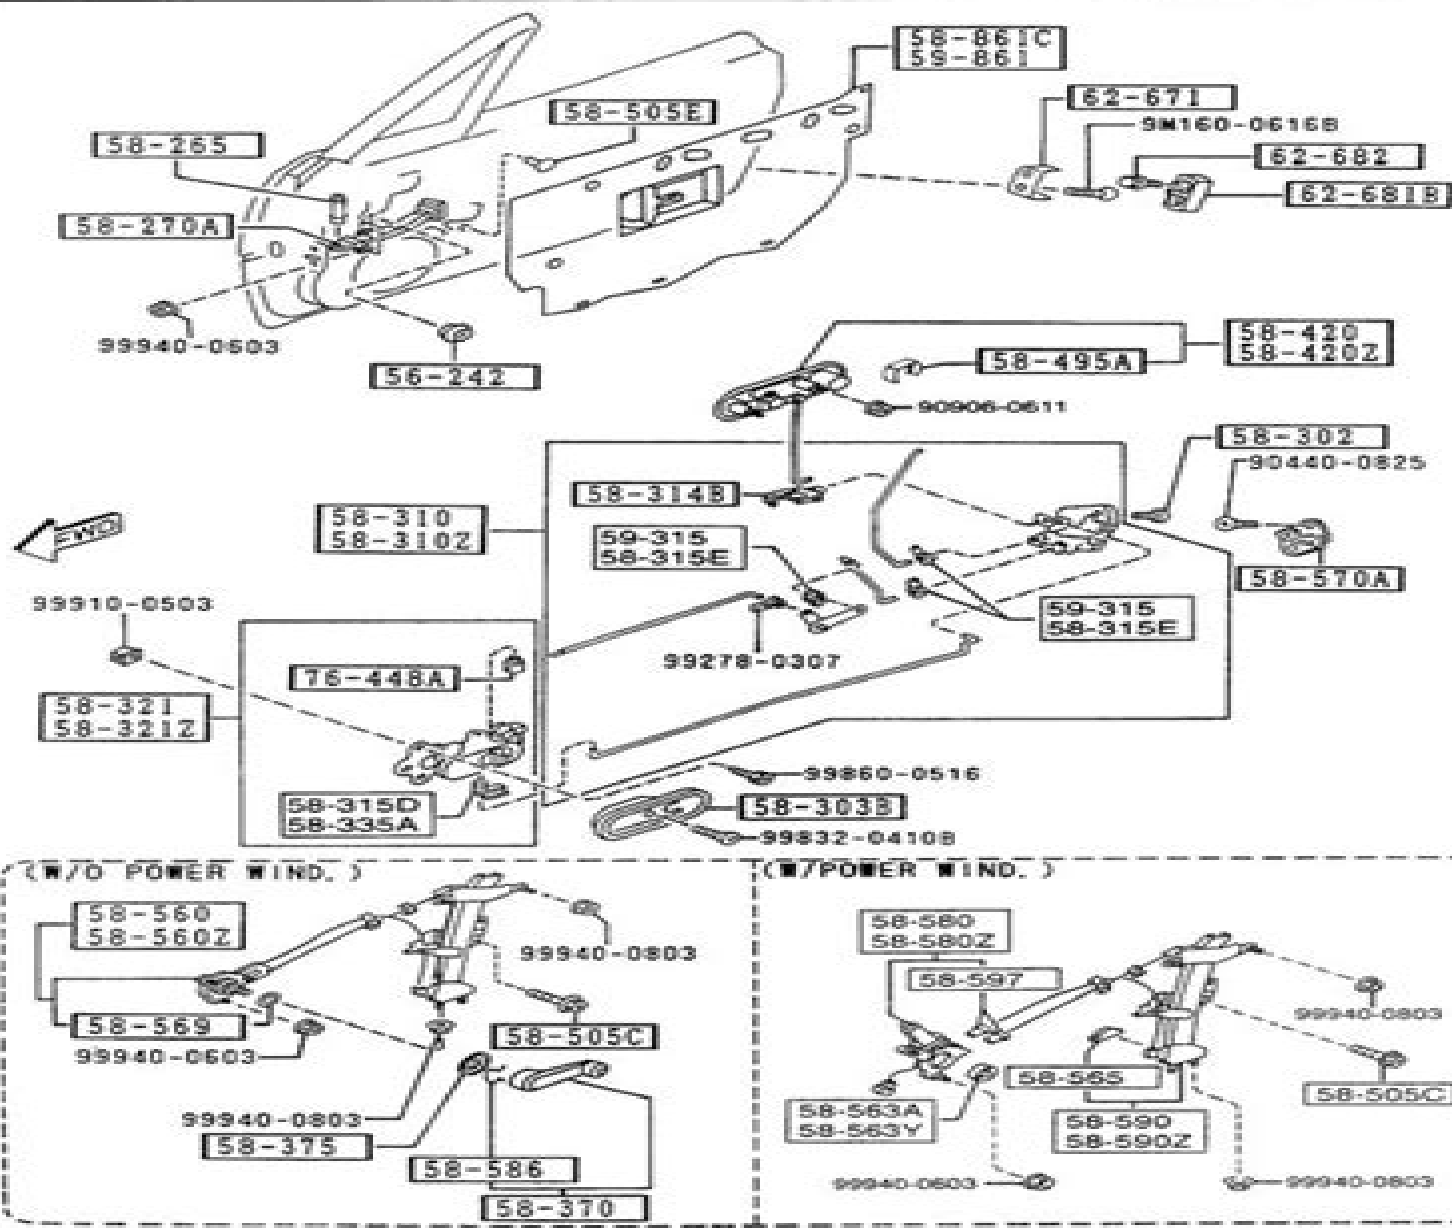 58-861C
59-861
62-671
58-505E
9M160-0616B
58-265
62-682
62-681B
58-270A
99940-0603
58-420
58-420Z
58-495A
56-242
90906-0611
58-302
90440-0825
58-314B
58-310
58-310Z
FWD
59-315
58-315E
58-570A
99910-0503
59-315
58-315E
99278-0307
76-448A
58-321
58-321Z
99860-0516
58-315D
58-335A
58-303B
99832-0410B
(W/O POWER WIND.)
58-560
58-560Z
99940-0803
58-569
58-505C
99940-0603
99940-0803
58-375
58-586
58-370
(W/POWER WIND.)
58-580
58-580Z
58-597
99940-0803
58-565
58-505C
58-563A
58-563Y
58-590
58-590Z
99940-0603
99940-0803